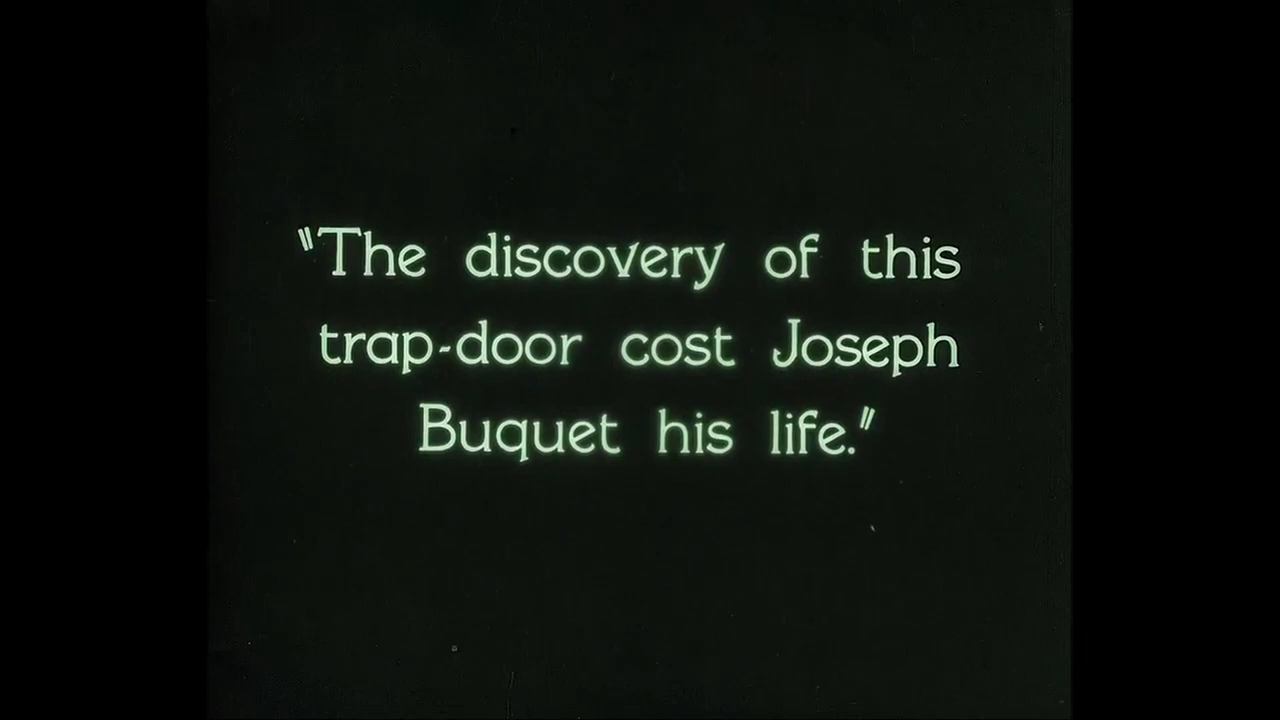 "The discovery of this
trap-door cost Joseph
Buquet his life."